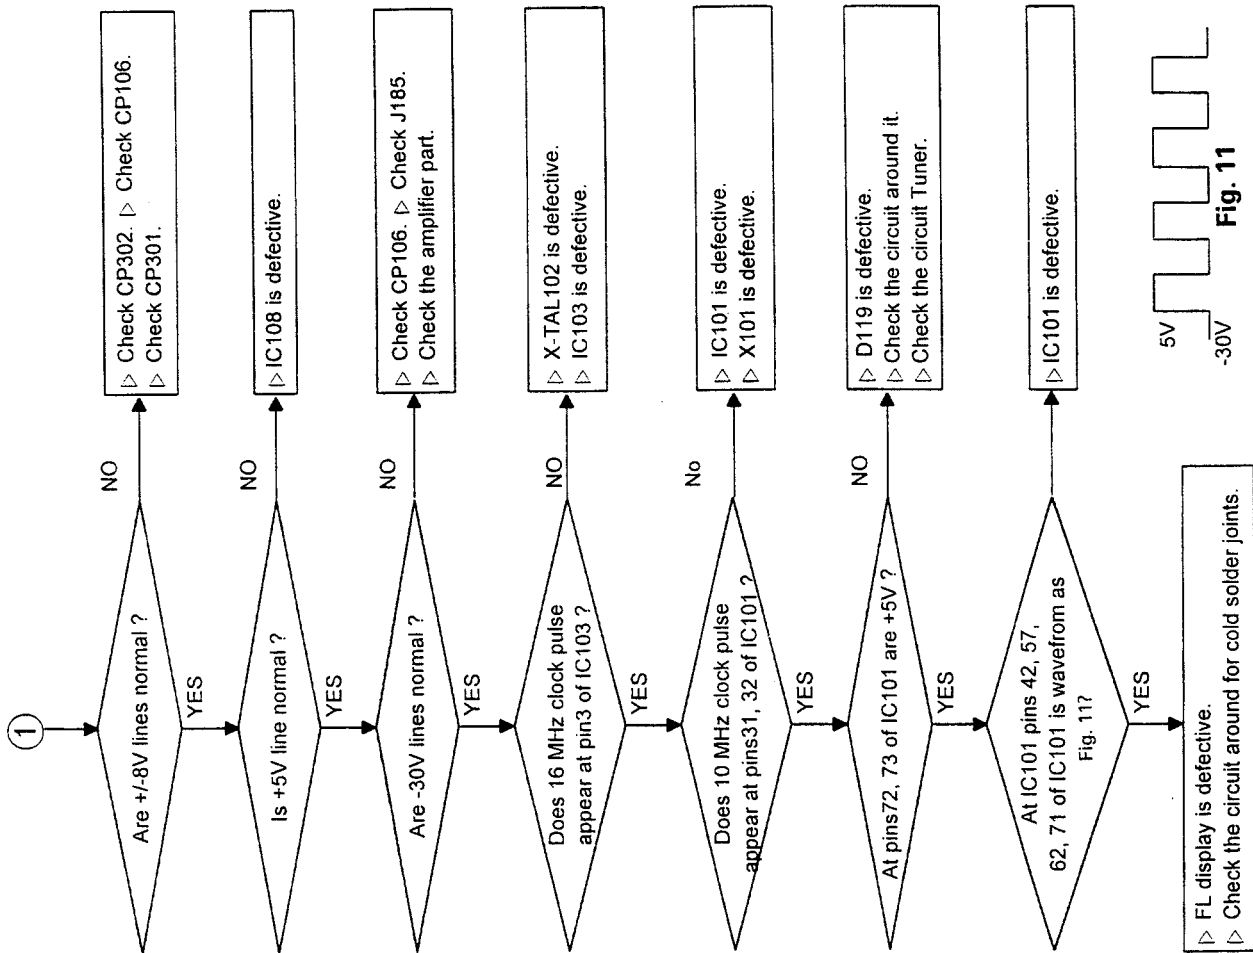 1
Are +/-8V lines normal ?
NO
▷ Check CP302. ▷ Check CP106.
▷ Check CP301.
YES
Is +5V line normal ?
NO
▷ IC108 is defective.
YES
Are -30V lines normal ?
NO
▷ Check CP106. ▷ Check J185.
▷ Check the amplifier part.
YES
Does 16 MHz clock pulse
appear at pin3 of IC103 ?
NO
▷ X-TAL102 is defective.
▷ IC103 is defective.
YES
Does 10 MHz clock pulse
appear at pins31, 32 of IC101 ?
No
▷ IC101 is defective.
▷ X101 is defective.
YES
At pins72, 73 of IC101 are +5V ?
NO
▷ D119 is defective.
▷ Check the circuit around it.
▷ Check the circuit Tuner.
YES
At IC101 pins 42, 57,
62, 71 of IC101 is wavefrom as
Fig. 11?
▷ IC101 is defective.
YES
▷ FL display is defective.
▷ Check the circuit around for cold solder joints.
5V
-30V
Fig. 11